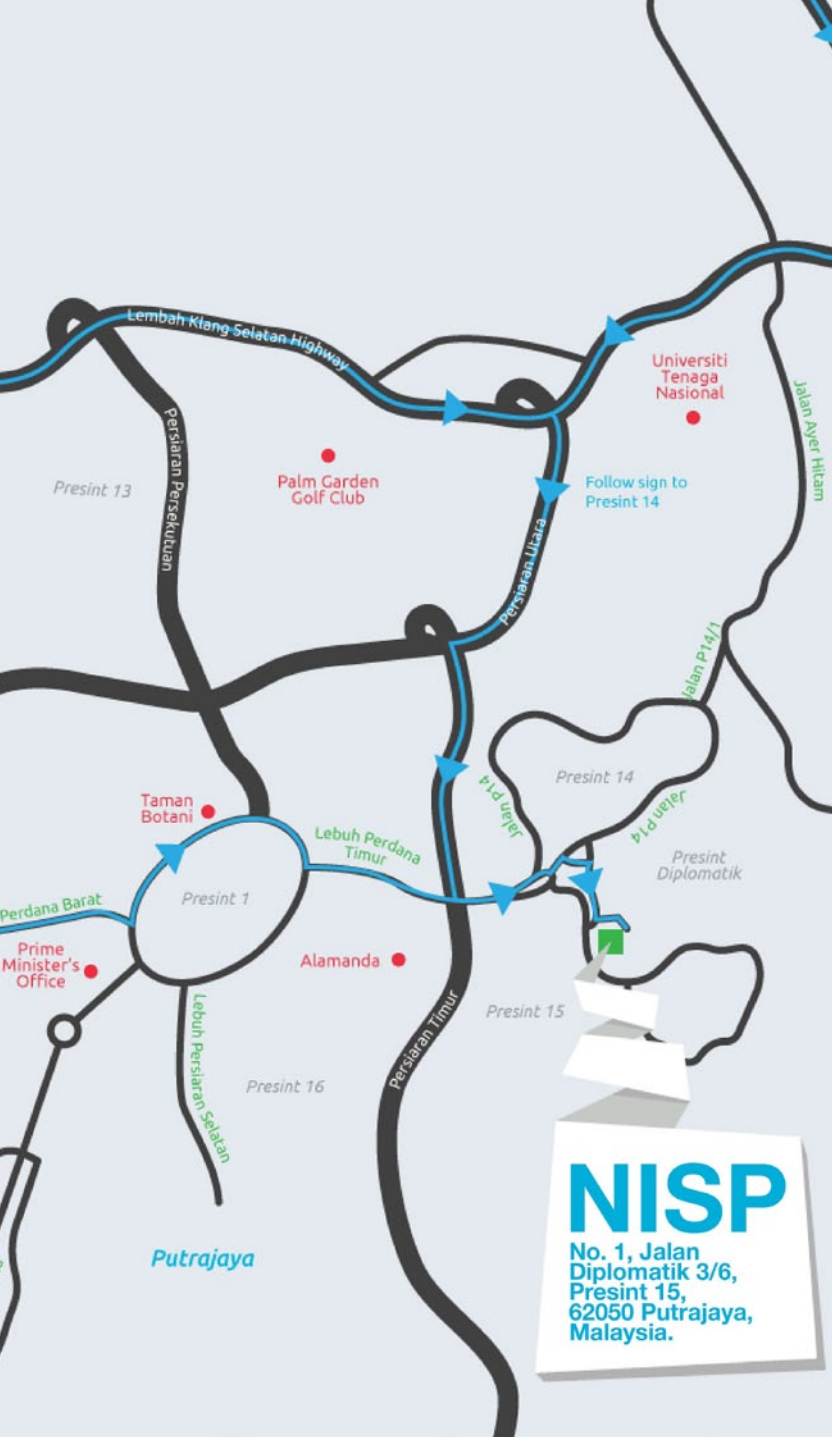 Lembah Klang Selatan Highway
Universiti
Tenaga
Nasional
Jalan Ayer Hitam
Persiaran Persekutuan
Presint 13
Palm Garden
Golf Club
Follow sign to
Presint 14
Persiaran Utara
Jalan P14/1
Presint 14
Jalan P14
Jalan P14
Taman
Botani
Lebuh Perdana
Timur
Presint
Diplomatik
Presint 1
Perdana Barat
Prime
Minister's
Office
Alamanda
Presint 15
Persiaran Timur
Lebuh Persiaran Selatan
Presint 16
Putrajaya
NISP
No. 1, Jalan
Diplomatik 3/6,
Presint 15,
62050 Putrajaya,
Malaysia.